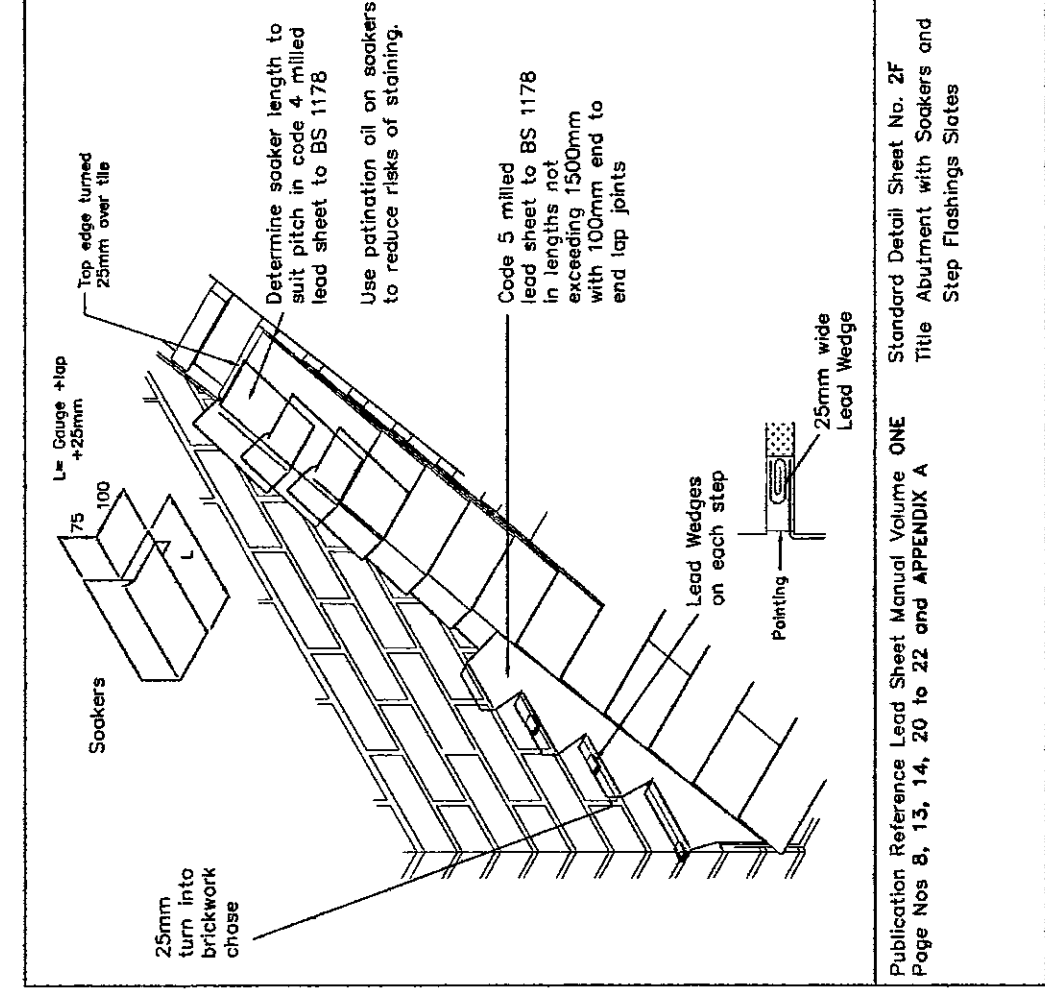 Soakers
75
100
L
L= Gauge +lap
+25mm
Top edge turned
25mm over tile
Determine soaker length to
suit pitch in code 4 milled
lead sheet to BS 1178
Use patination oil on soakers
to reduce risks of staining.
25mm
turn into
brickwork
chase
Code 5 milled
lead sheet to BS 1178
in lengths not
exceeding 1500mm
with 100mm end to
end lap joints
Lead Wedges
on each step
Pointing
25mm wide
Lead Wedge
Publication Reference Lead Sheet Manual Volume ONE
Page Nos 8, 13, 14, 20 to 22 and APPENDIX A
Standard Detail Sheet No. 2F
Title Abutment with Soakers and
Step Flashings Slates